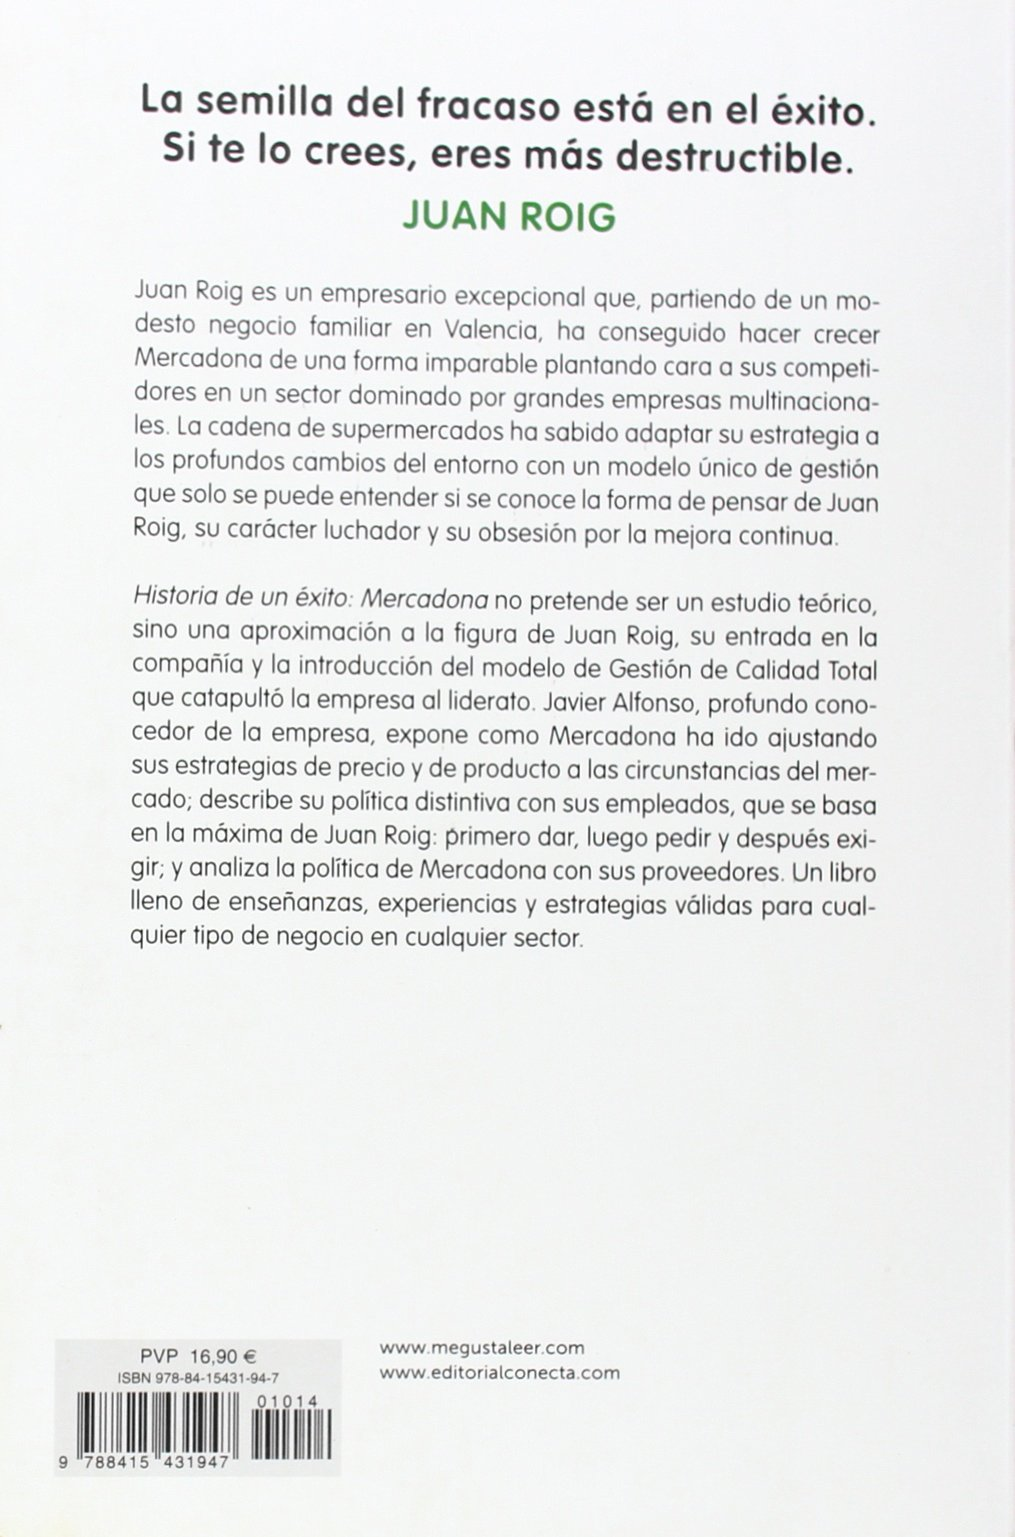 La semilla del fracaso está en el éxito.
Si te lo crees, eres más destructible.
JUAN ROIG
Juan Roig es un empresario excepcional que, partiendo de un mo-
desto negocio familiar en Valencia, ha conseguido hacer crecer
Mercadona de una forma imparable plantando cara a sus competi-
dores en un sector dominado por grandes empresas multinaciona-
les. La cadena de supermercados ha sabido adaptar su estrategia a
los profundos cambios del entorno con un modelo único de gestión
que solo se puede entender si se conoce la forma de pensar de Juan
Roig, su carácter luchador y su obsesión por la mejora continua.
Historia de un éxito: Mercadona no pretende ser un estudio teórico,
sino una aproximación a la figura de Juan Roig, su entrada en la
compañía y la introducción del modelo de Gestión de Calidad Total
que catapultó la empresa al liderato. Javier Alfonso, profundo cono-
cedor de la empresa, expone como Mercadona ha ido ajustando
sus estrategias de precio y de producto a las circunstancias del mer-
cado; describe su política distintiva con sus empleados, que se basa
en la máxima de Juan Roig: primero dar, luego pedir y después exi-
gir; y analiza la política de Mercadona con sus proveedores. Un libro
lleno de enseñanzas, experiencias y estrategias válidas para cual-
quier tipo de negocio en cualquier sector.
www.megustaleer.com
www.editorialconecta.com
PVP 16,90 €
ISBN 978-84-15431-94-7
01014
9 788415 431947